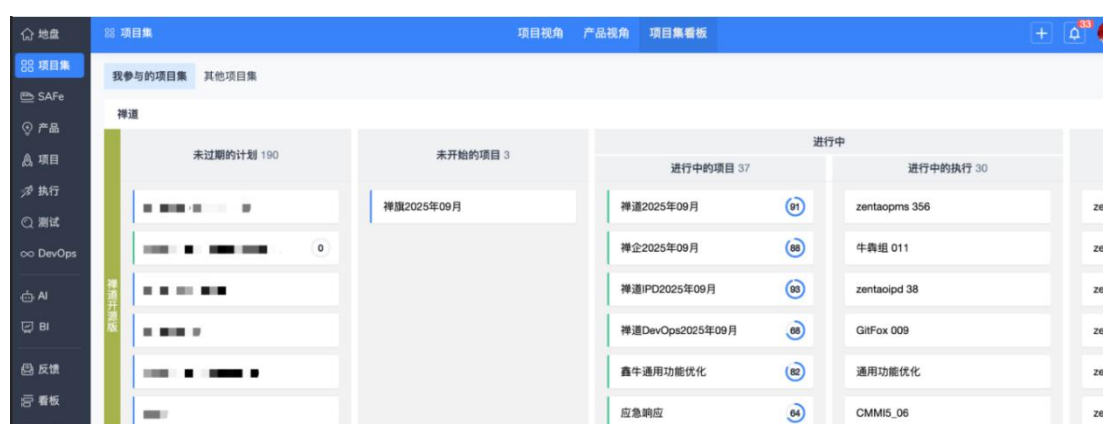 地盘
项目集
SAFe
产品
项目
执行
测试
DevOps
AI
BI
反馈
看板
项目集
项目视角 产品视角 项目集看板
33
我参与的项目集 其他项目集
禅道
禅道开源版
未过期的计划 190
0
未开始的项目 3
禅旗2025年09月
进行中
进行中的项目 37
禅道2025年09月 91
禅企2025年09月 88
禅道IPD2025年09月 93
禅道DevOps2025年09月 68
鑫牛通用功能优化 82
应急响应 64
进行中的执行 30
zentaopms 356
牛犇组 011
zentaoipd 38
GitFox 009
通用功能优化
CMMI5_06
ze
ze
ze
ze
ze
ze